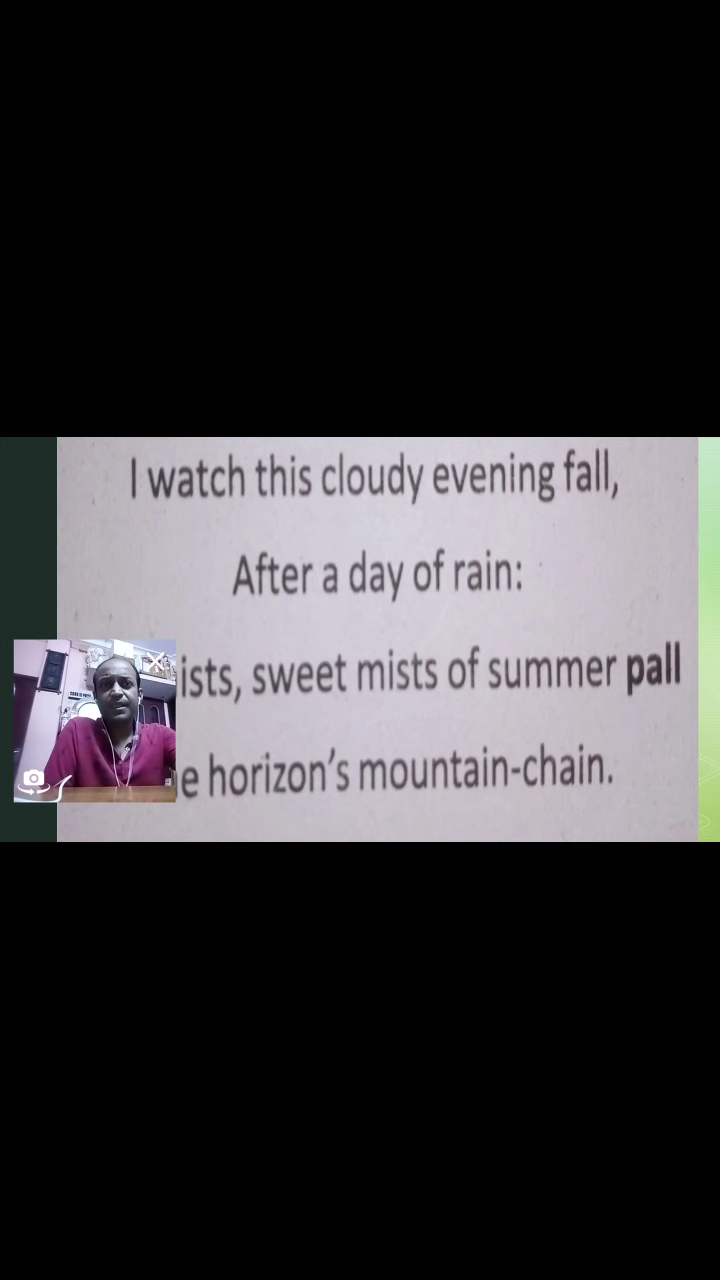 I watch this cloudy evening fall,
After a day of rain:
ists, sweet mists of summer pall
e horizon's mountain-chain.